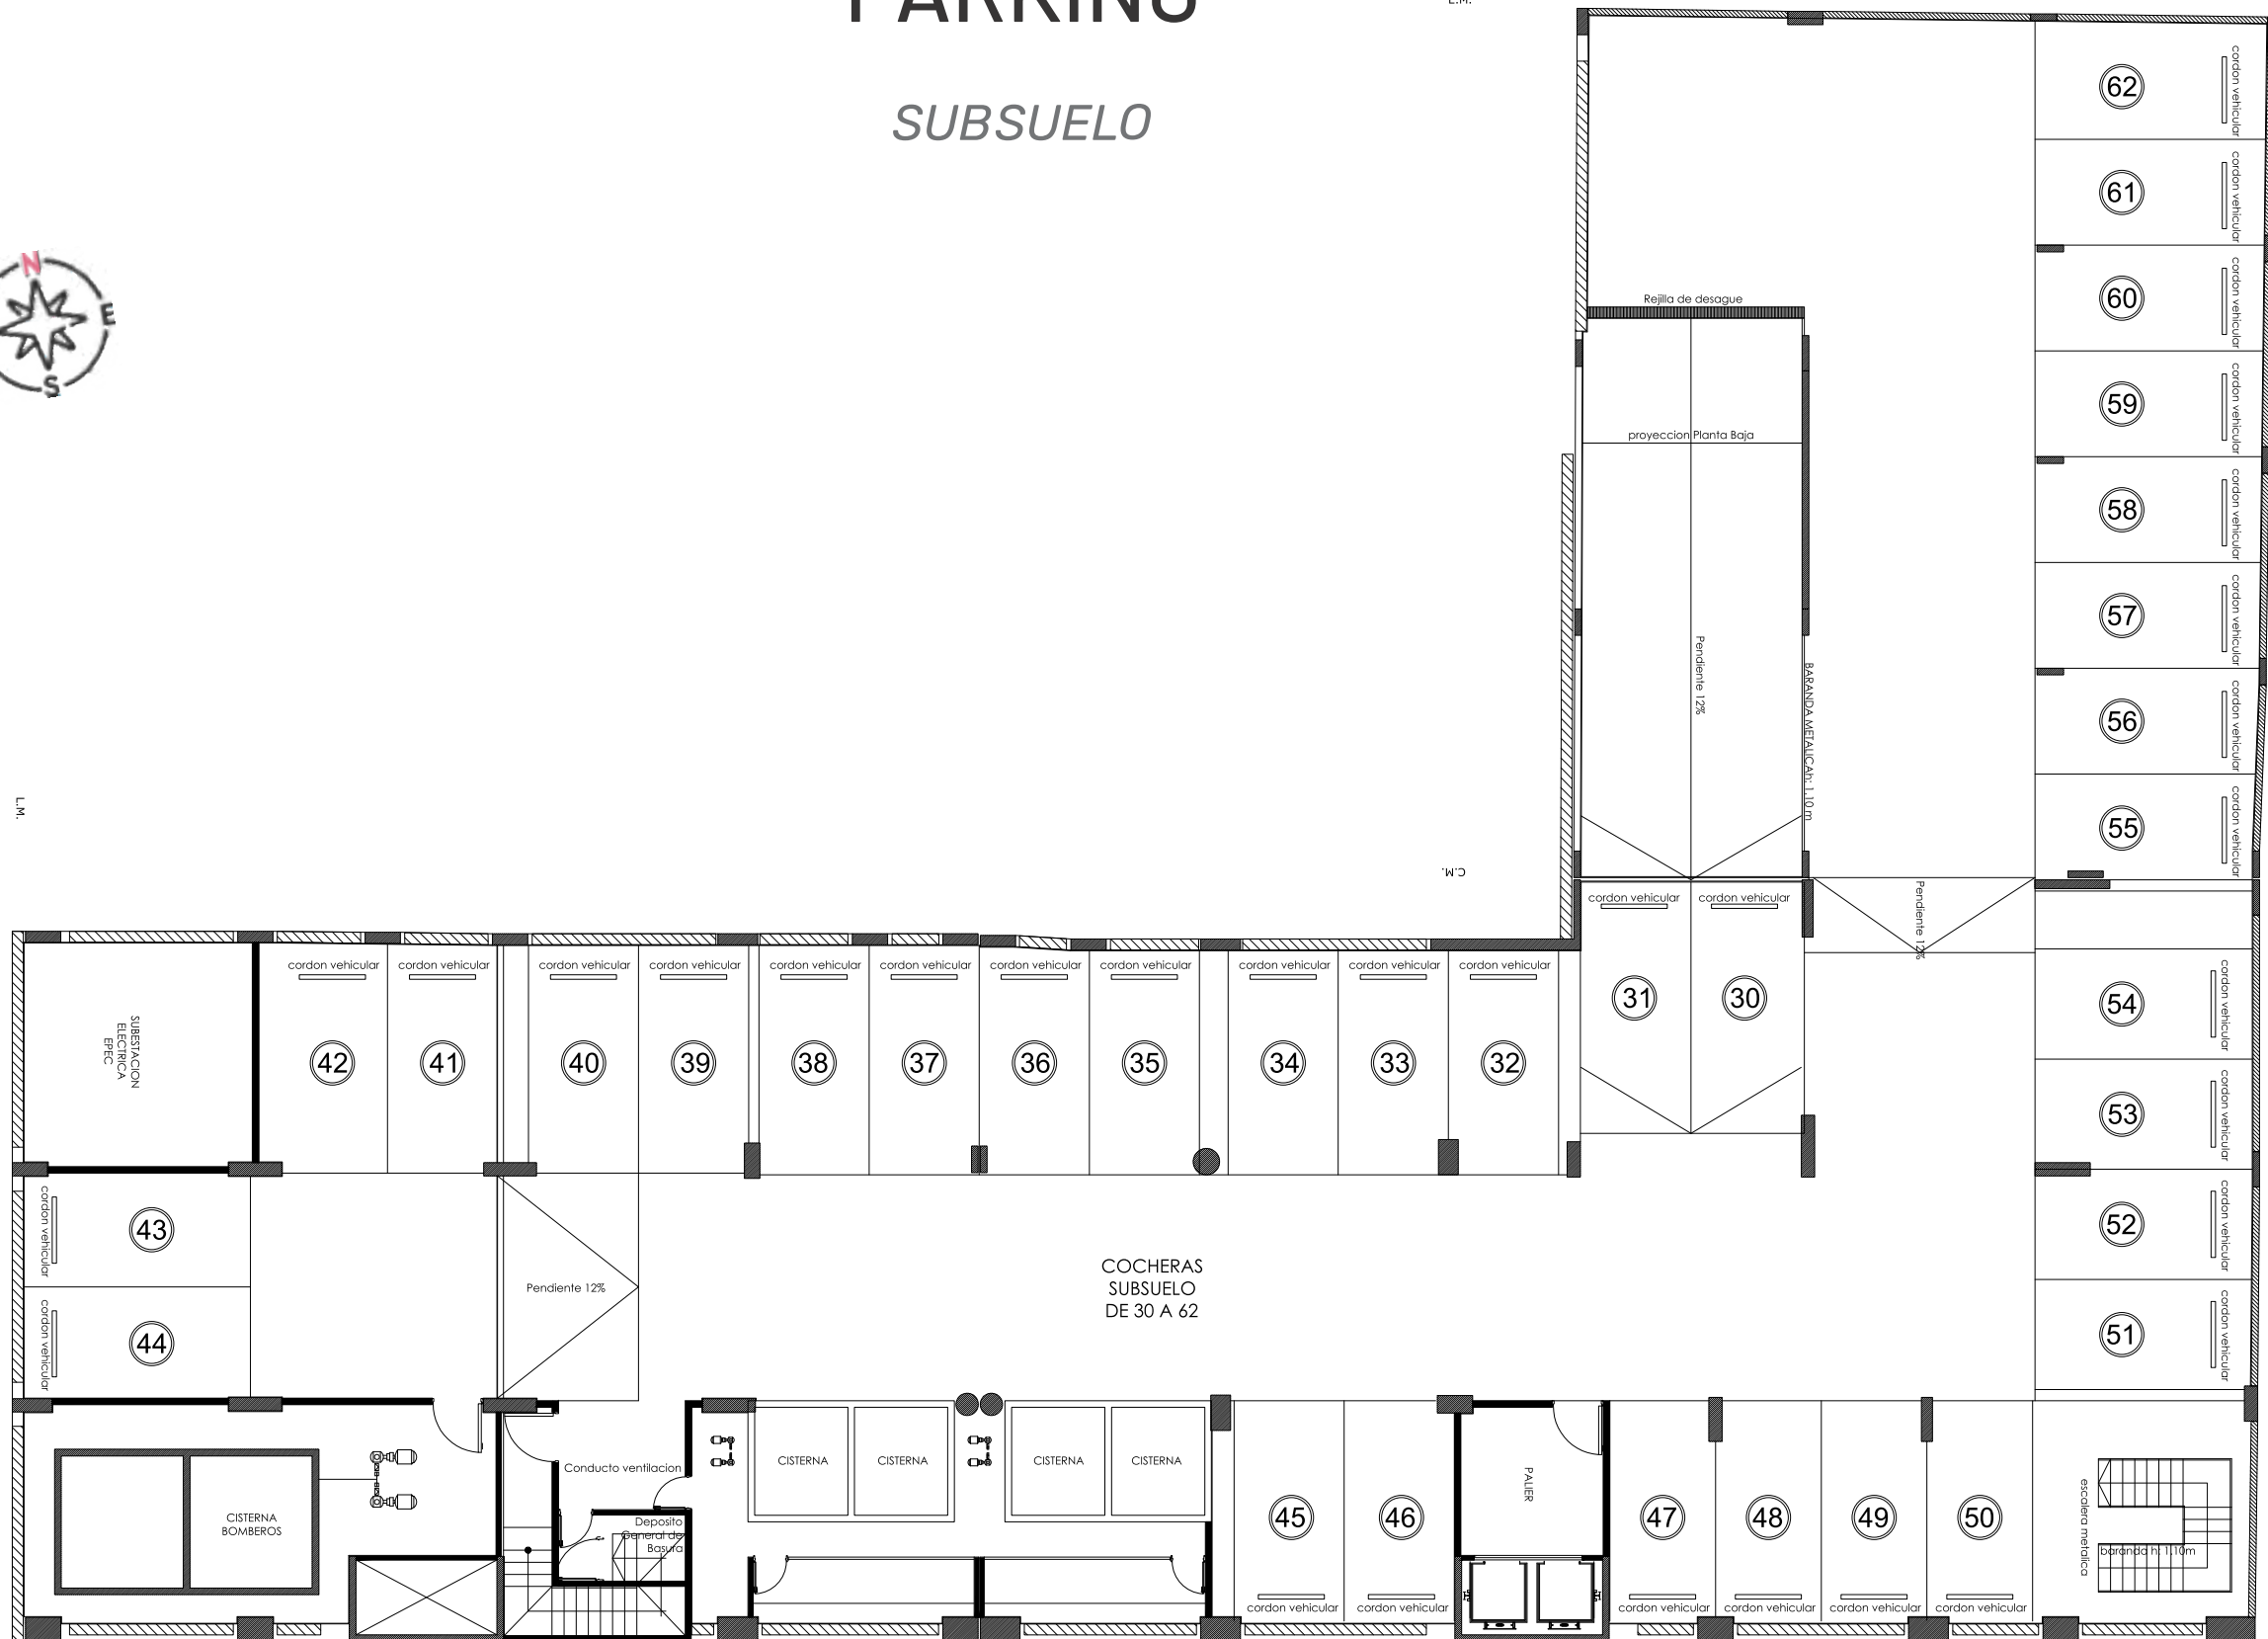 PARKING
L.M.
SUBSUELO
N
E
S
62
cordon vehicular
61
cordon vehicular
60
cordon vehicular
Rejilla de desague
59
cordon vehicular
proyeccion Planta Baja
58
cordon vehicular
57
cordon vehicular
Pendiente 12%
BARANDA METALICAh: 1,10 m
56
cordon vehicular
55
cordon vehicular
L.M.
C.M.
cordon vehicular
cordon vehicular
Pendiente 12%
31
30
54
cordon vehicular
cordon vehicular
cordon vehicular
cordon vehicular
cordon vehicular
cordon vehicular
cordon vehicular
cordon vehicular
cordon vehicular
cordon vehicular
cordon vehicular
cordon vehicular
SUBESTACION
ELECTRICA
EPEC
42
41
40
39
38
37
36
35
34
33
32
53
cordon vehicular
43
cordon vehicular
52
cordon vehicular
44
cordon vehicular
Pendiente 12%
COCHERAS
SUBSUELO
DE 30 A 62
51
cordon vehicular
Conducto ventilacion
CISTERNA
CISTERNA
CISTERNA
CISTERNA
PALIER
CISTERNA
BOMBEROS
Deposito
General de
Basura
45
46
47
48
49
50
escalera metalica
baranda h: 1,10m
cordon vehicular
cordon vehicular
cordon vehicular
cordon vehicular
cordon vehicular
cordon vehicular